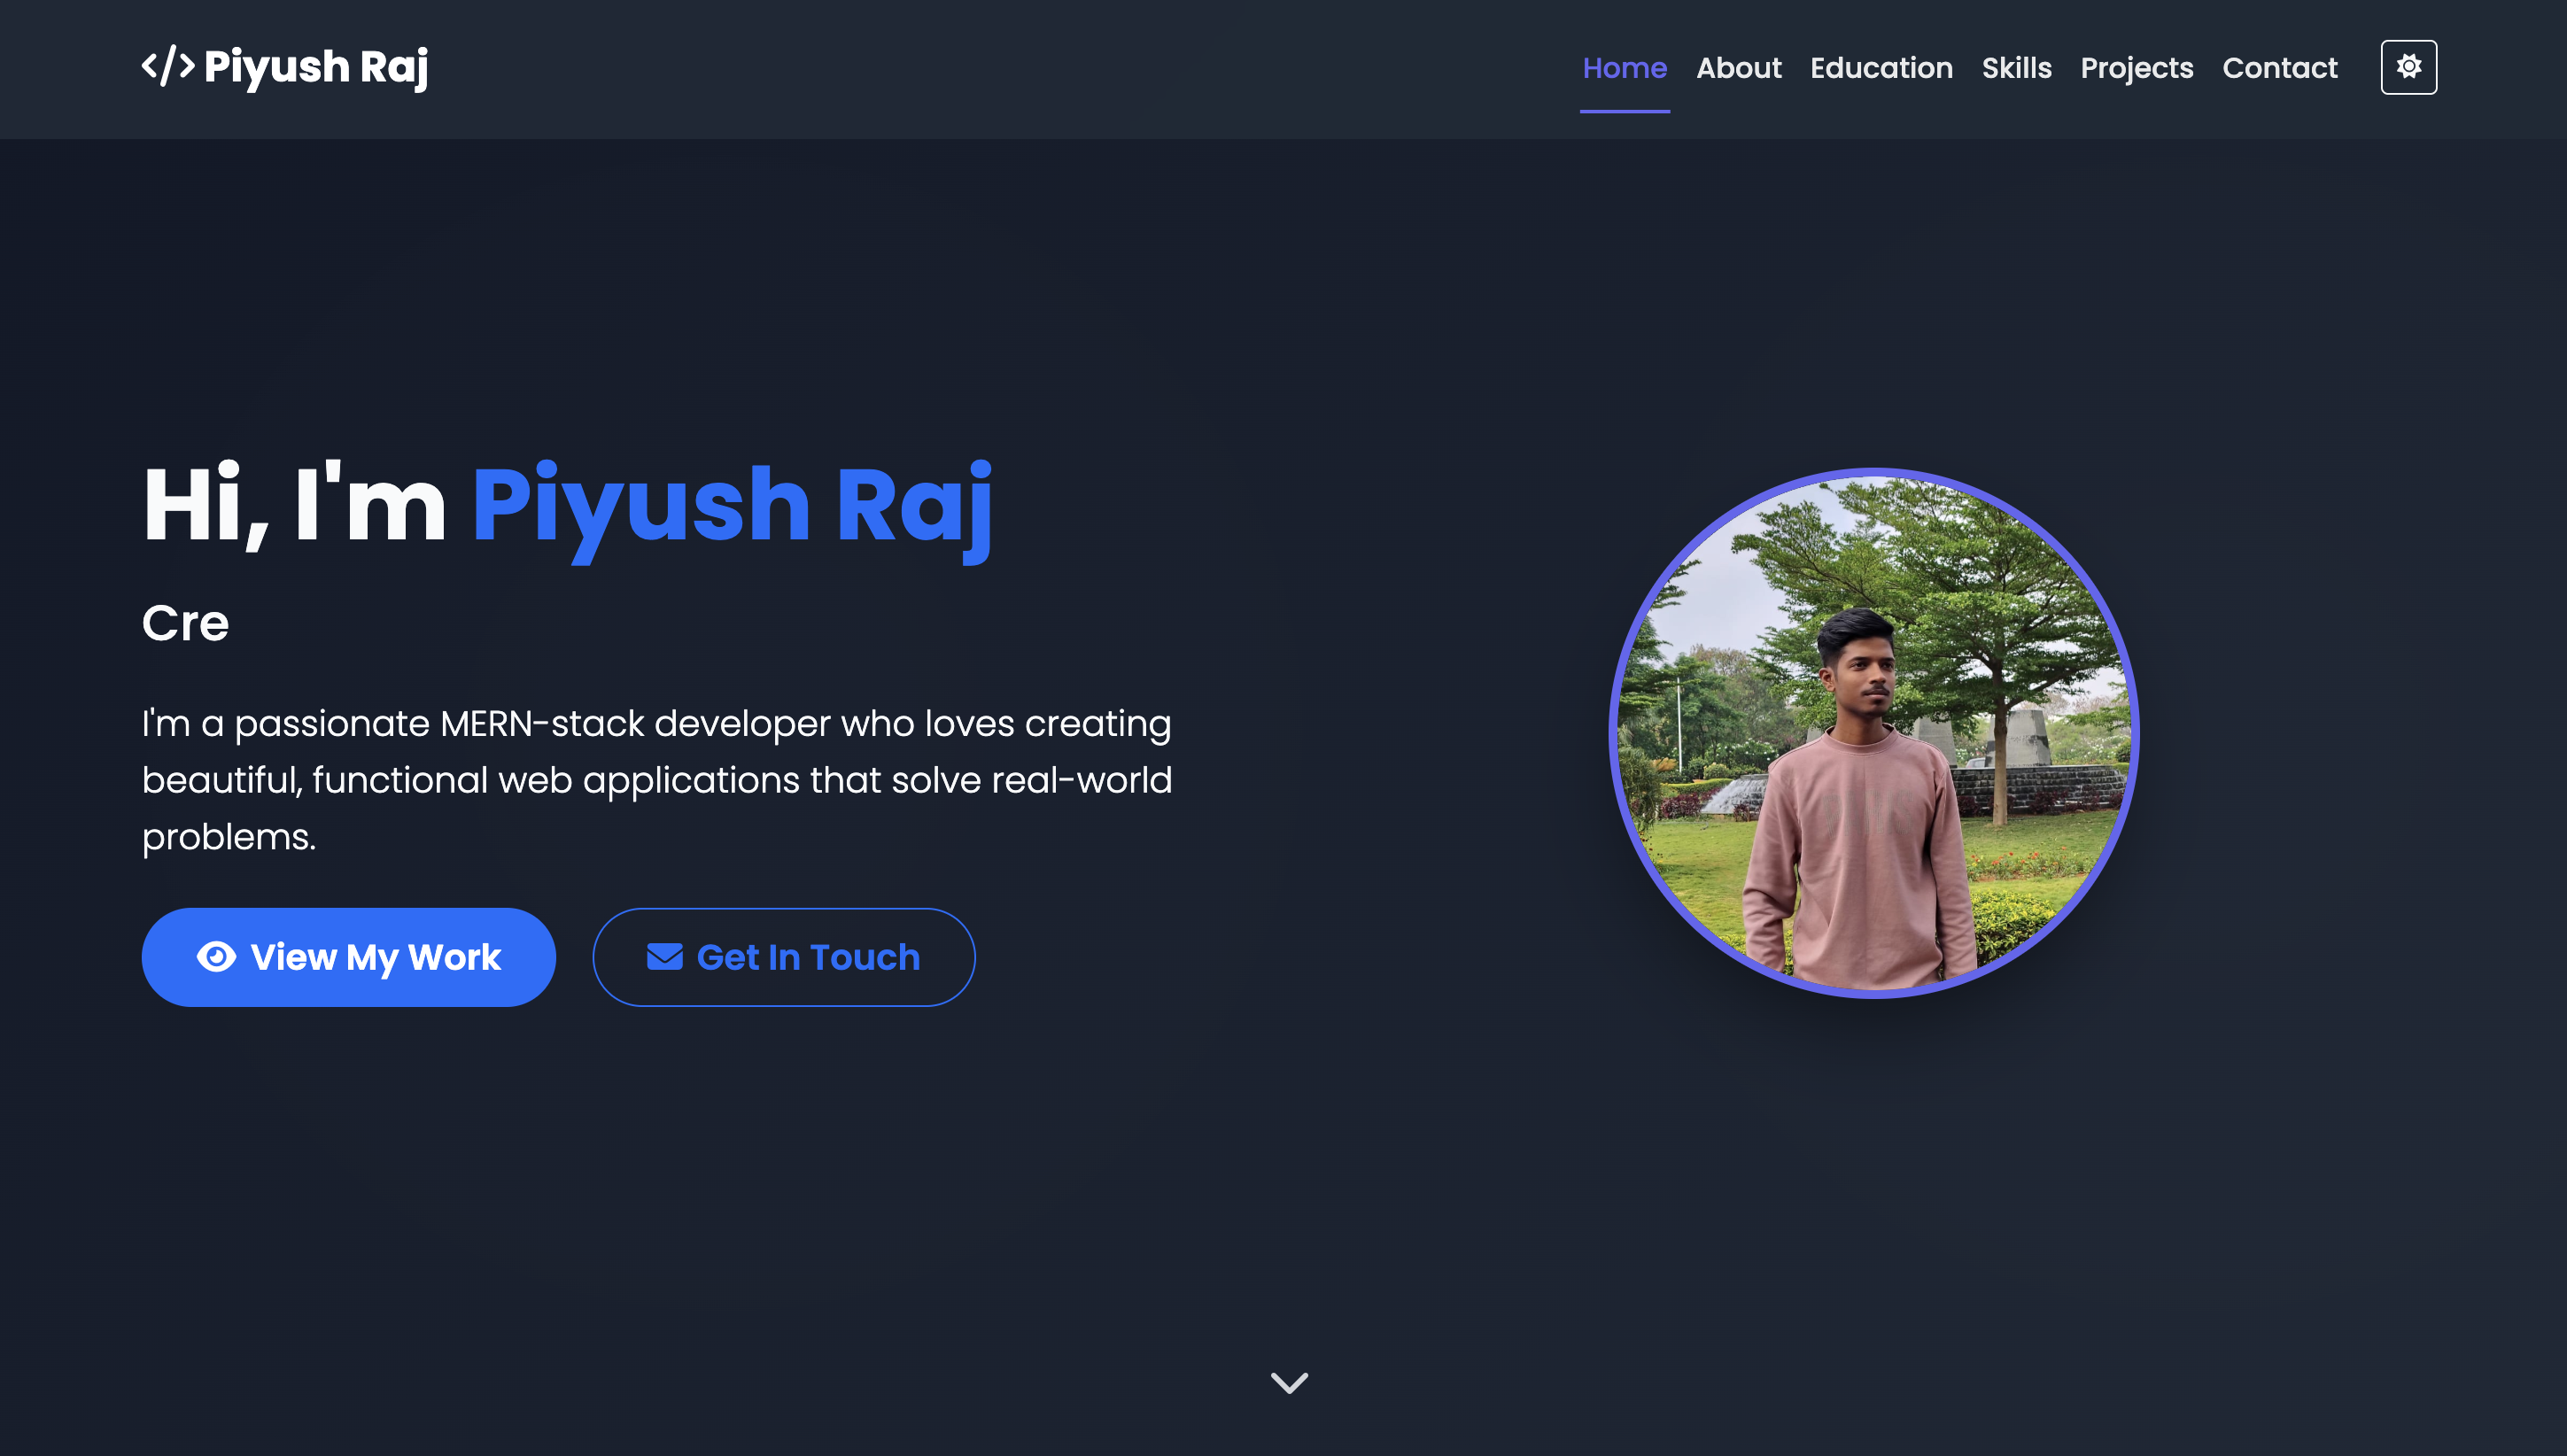 </> Piyush Raj
Home About Education Skills Projects Contact
Hi, I'm Piyush Raj
Cre
I'm a passionate MERN-stack developer who loves creating
beautiful, functional web applications that solve real-world
problems.
View My Work
Get In Touch